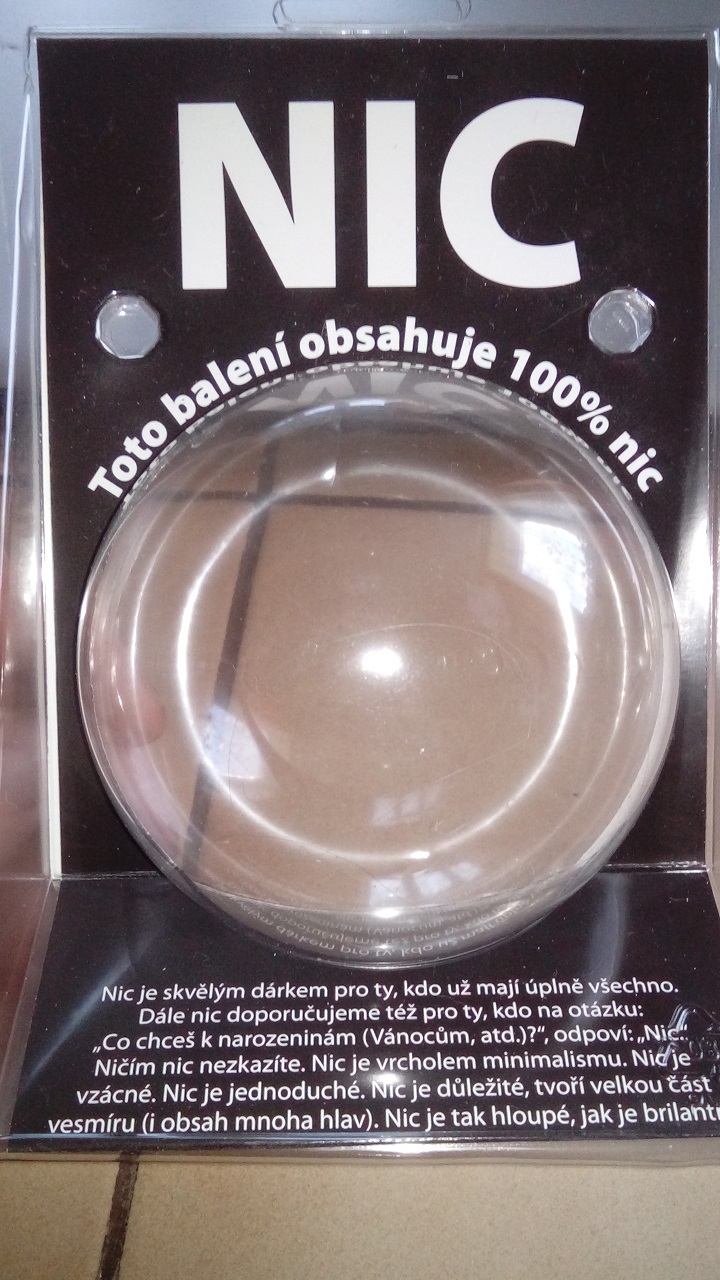 NIC
Toto balení obsahuje 100% nic
Nic je skvělým dárkem pro ty, kdo už mají úplně všechno.
Dále nic doporučujeme též pro ty, kdo na otázku:
„Co chceš k narozeninám (Vánocům, atd.)?“, odpoví: „Nic.“
Ničím nic nezkazíte. Nic je vrcholem minimalismu. Nic je
vzácné. Nic je jednoduché. Nic je důležité, tvoří velkou část
vesmíru (i obsah mnoha hlav). Nic je tak hloupé, jak je